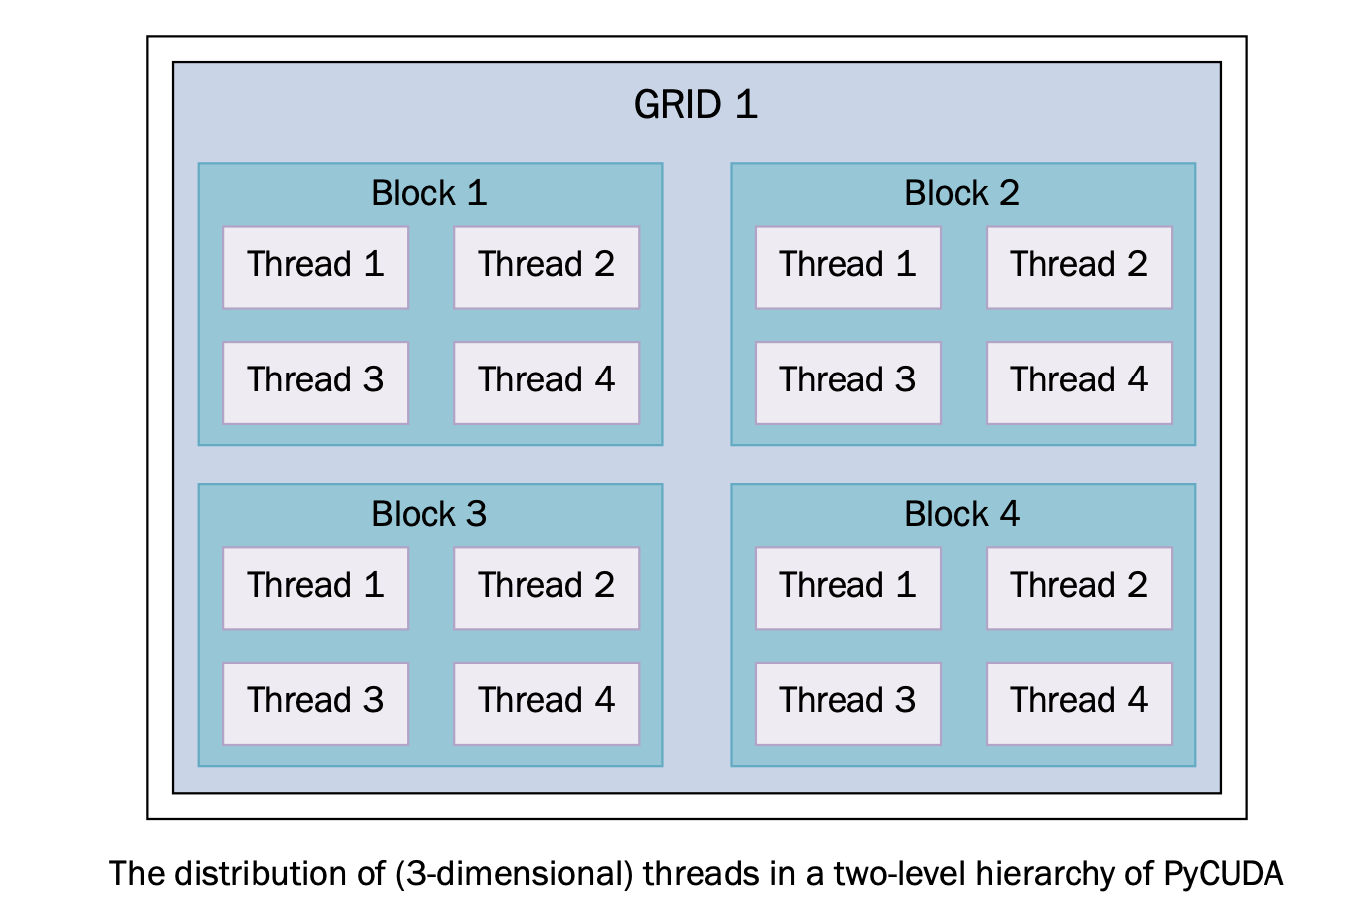 GRID 1
Block 1
Thread 1
Thread 2
Thread 3
Thread 4
Block 2
Thread 1
Thread 2
Thread 3
Thread 4
Block 3
Thread 1
Thread 2
Thread 3
Thread 4
Block 4
Thread 1
Thread 2
Thread 3
Thread 4
The distribution of (3-dimensional) threads in a two-level hierarchy of PyCUDA